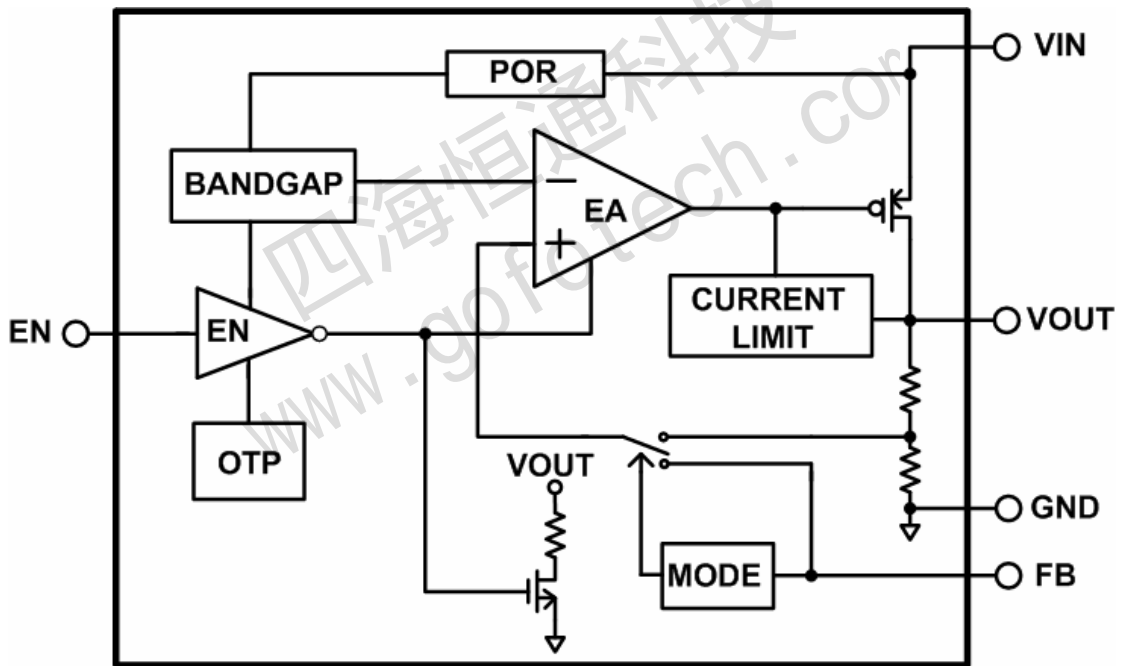 POR
VIN
BANDGAP
−
EA
+
EN
EN
CURRENT
LIMIT
VOUT
OTP
VOUT
GND
MODE
FB
四海恒通科技
www.gofotech.cor